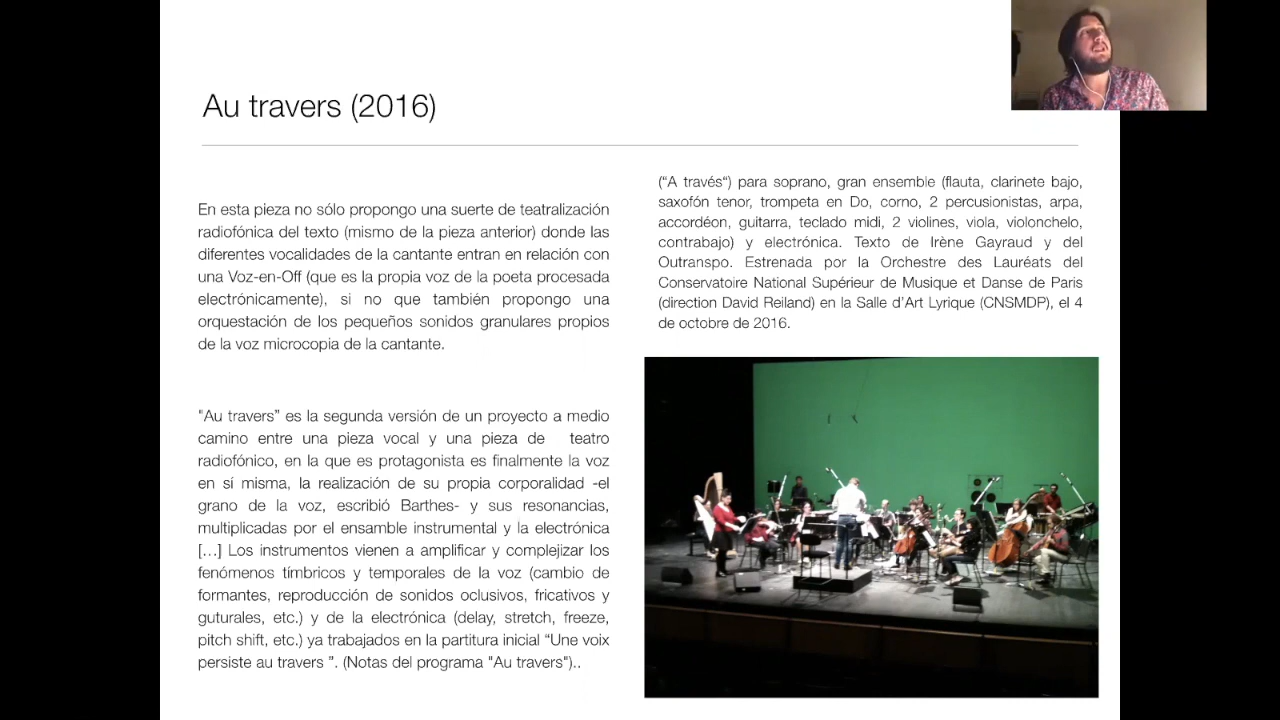 Au travers (2016)
En esta pieza no sólo propongo una suerte de teatralización
radiofónica del texto (mismo de la pieza anterior) donde las
diferentes vocalidades de la cantante entran en relación con
una Voz-en-Off (que es la propia voz de la poeta procesada
electrónicamente), si no que también propongo una
orquestación de los pequeños sonidos granulares propios
de la voz microcopia de la cantante.
"Au travers” es la segunda versión de un proyecto a medio
camino entre una pieza vocal y una pieza de teatro
radiofónico, en la que es protagonista es finalmente la voz
en sí misma, la realización de su propia corporalidad -el
grano de la voz, escribió Barthes- y sus resonancias,
multiplicadas por el ensamble instrumental y la electrónica
[…] Los instrumentos vienen a amplificar y complejizar los
fenómenos tímbricos y temporales de la voz (cambio de
formantes, reproducción de sonidos oclusivos, fricativos y
guturales, etc.) y de la electrónica (delay, stretch, freeze,
pitch shift, etc.) ya trabajados en la partitura inicial “Une voix
persiste au travers ”. (Notas del programa "Au travers")..
(“A través“) para soprano, gran ensemble (flauta, clarinete bajo,
saxofón tenor, trompeta en Do, corno, 2 percusionistas, arpa,
accordéon, guitarra, teclado midi, 2 violines, viola, violonchelo,
contrabajo) y electrónica. Texto de Irène Gayraud y del
Outranspo. Estrenada por la Orchestre des Lauréats del
Conservatoire National Supérieur de Musique et Danse de Paris
(direction David Reiland) en la Salle d’Art Lyrique (CNSMDP), el 4
de octubre de 2016.